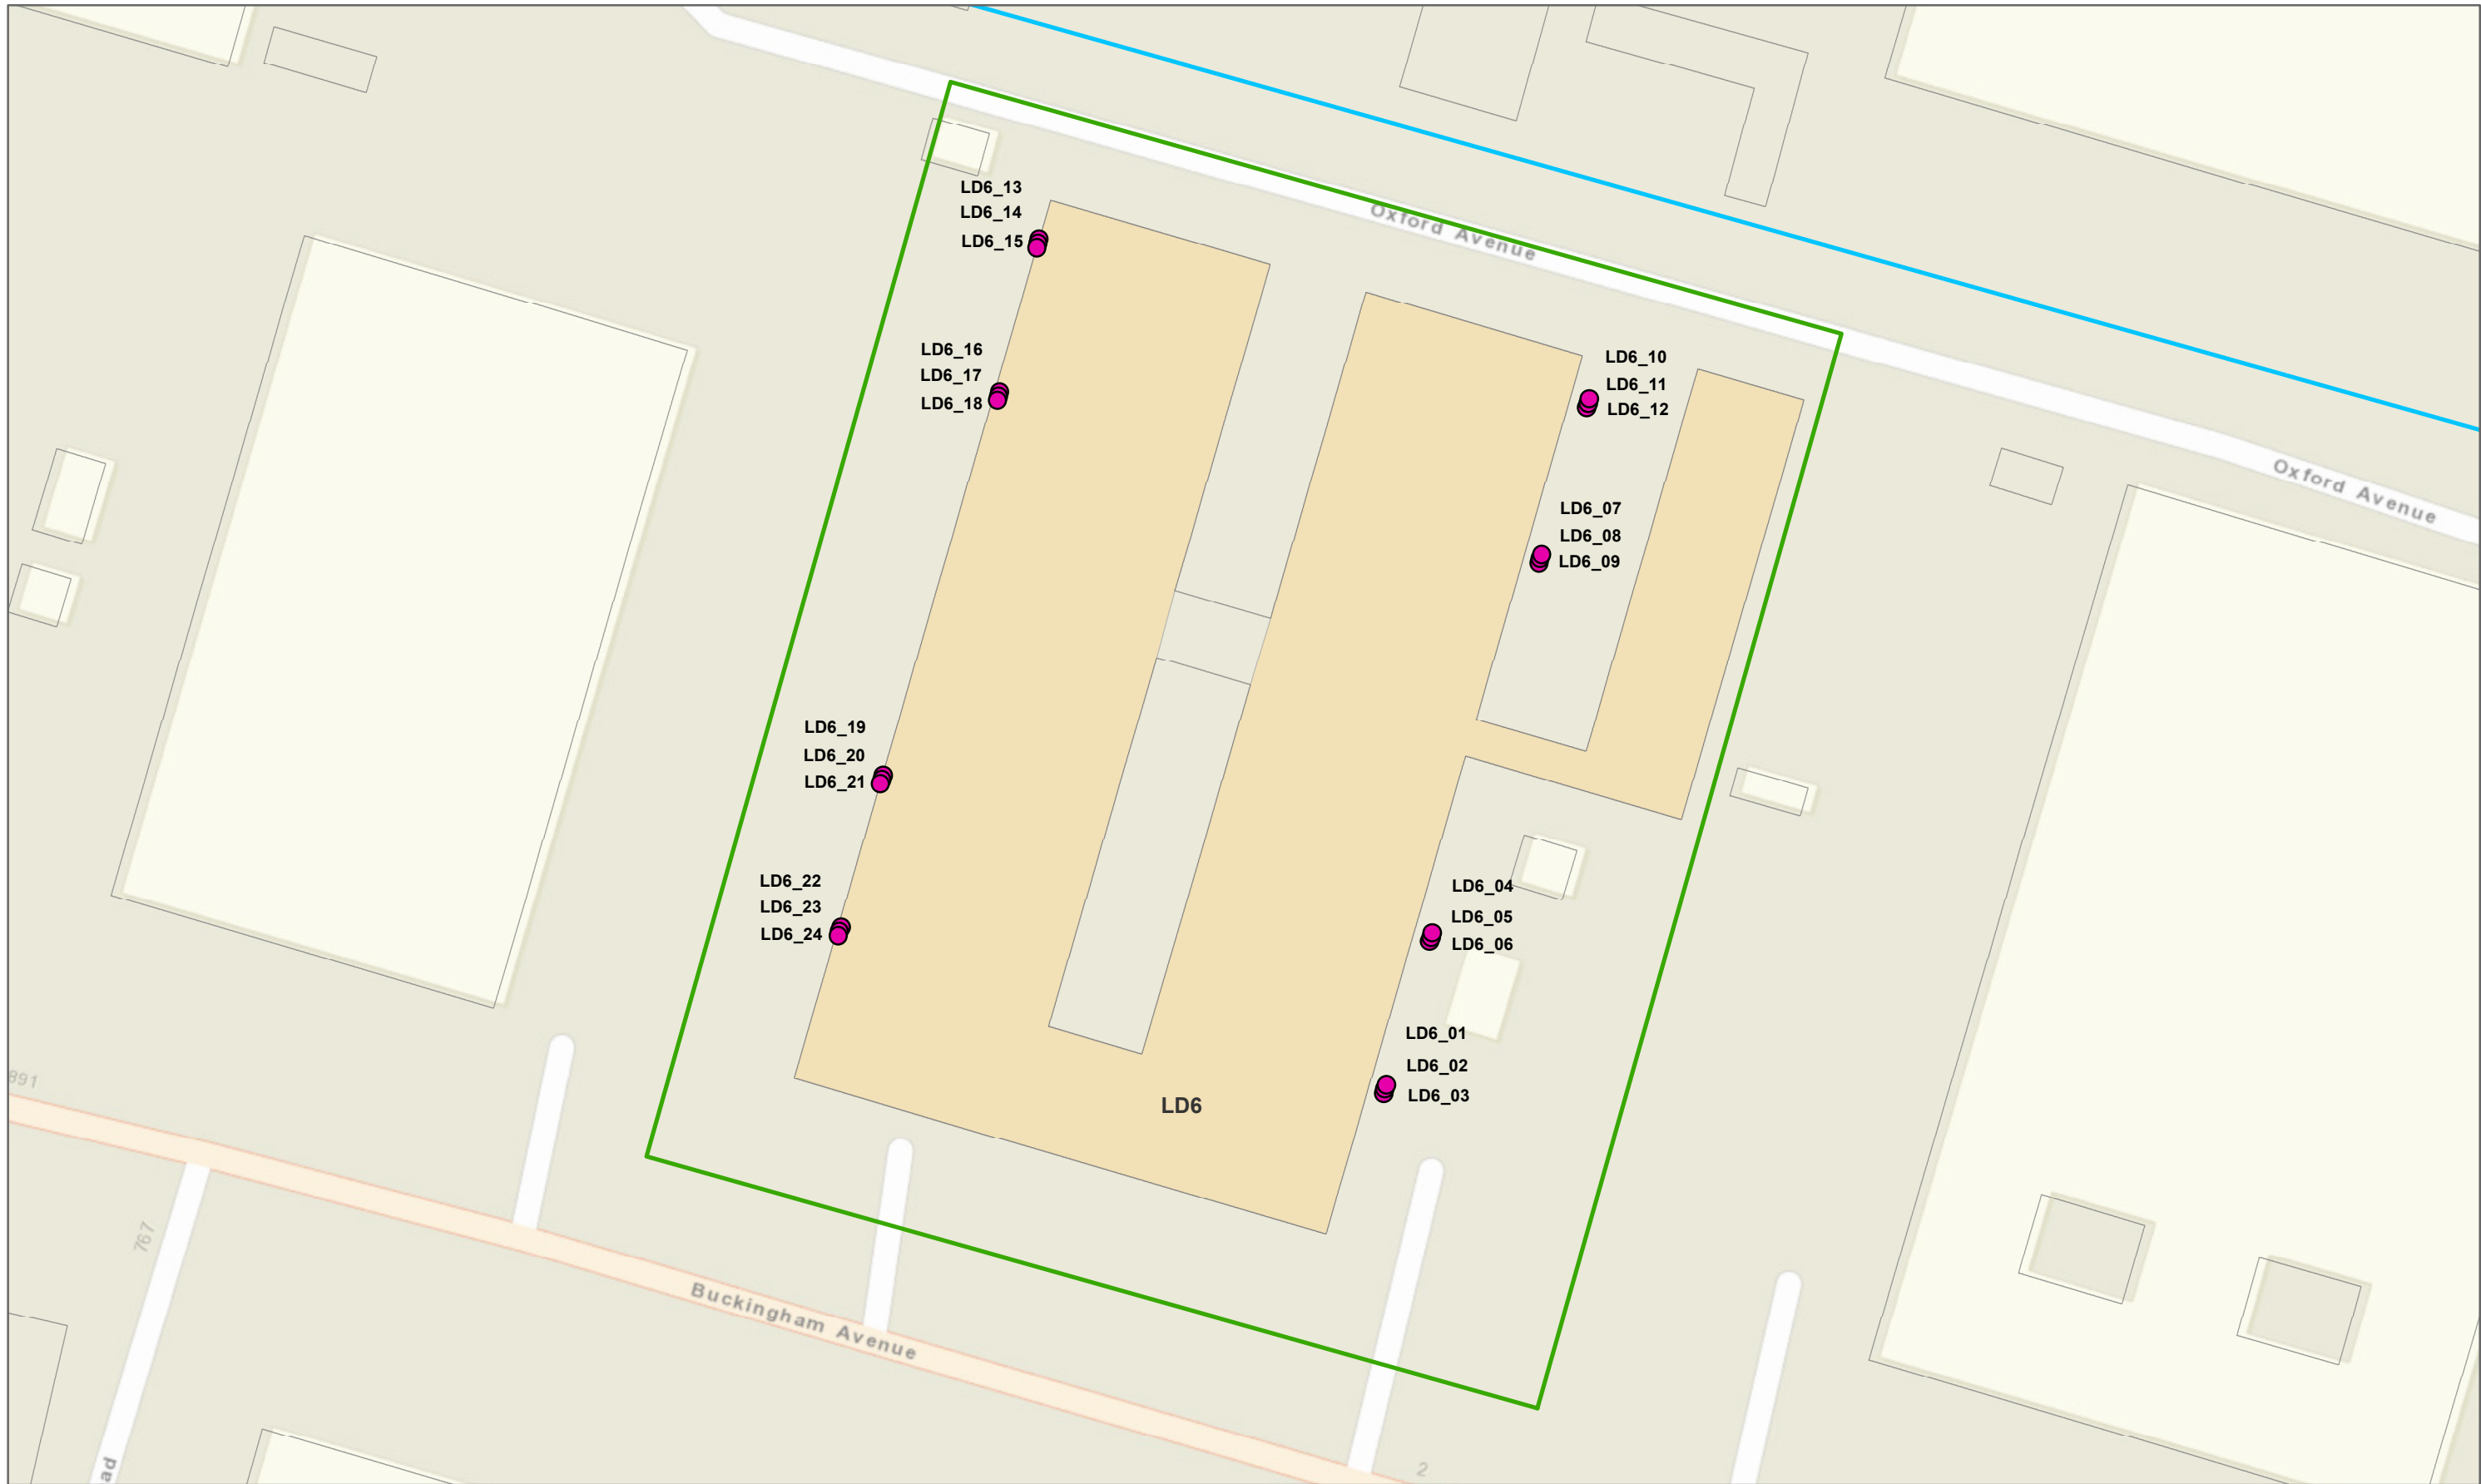 LD6_13
LD6_14
LD6_15
Oxford Avenue
LD6_16
LD6_17
LD6_18
LD6_10
LD6_11
LD6_12
Oxford Avenue
LD6_07
LD6_08
LD6_09
LD6_19
LD6_20
LD6_21
LD6_22
LD6_23
LD6_24
LD6_04
LD6_05
LD6_06
LD6_01
LD6_02
LD6_03
LD6
891
767
Buckingham Avenue
ad
2